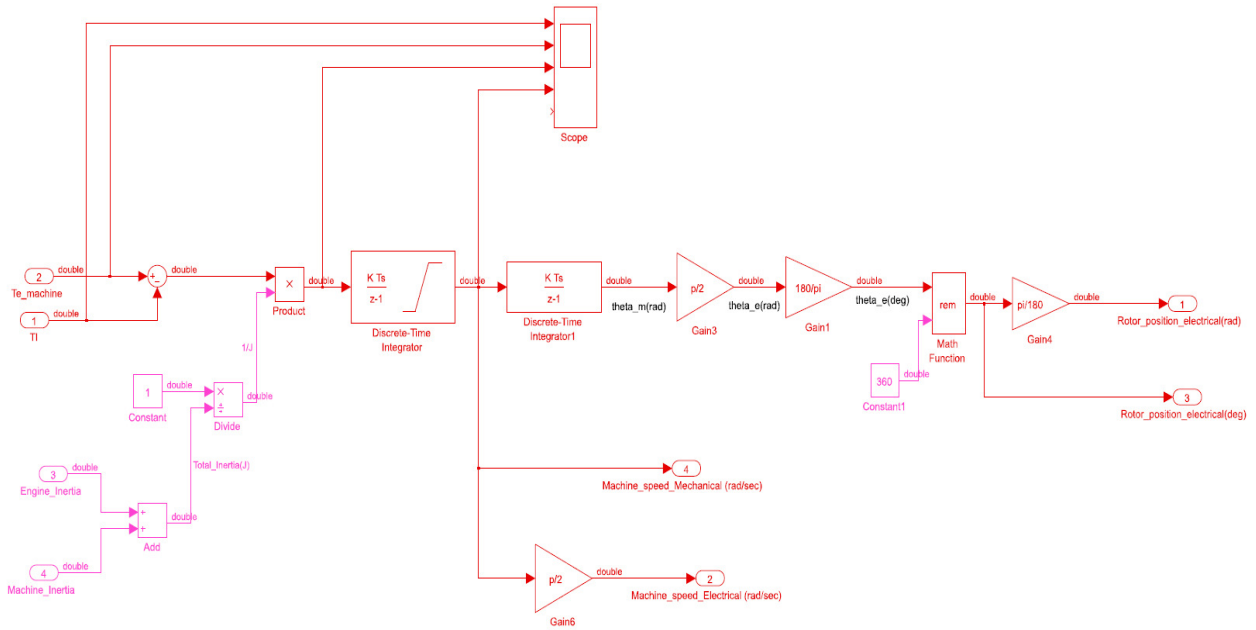 Scope
2
double
Te_machine
1
double
Tl
+
−
double
×
double
Product
K Ts
z-1
double
Discrete-Time
Integrator
K Ts
z-1
double
theta_m(rad)
Discrete-Time
Integrator1
p/2
double
theta_e(rad)
Gain3
180/pi
double
theta_e(deg)
Gain1
rem
double
Math
Function
pi/180
double
Gain4
1
Rotor_position_electrical(rad)
360
double
Constant1
3
Rotor_position_electrical(deg)
1/J
1
double
Constant
×
÷
double
Divide
Total_Inertia(J)
3
double
Engine_Inertia
+
+
double
Add
4
double
Machine_Inertia
4
Machine_speed_Mechanical (rad/sec)
p/2
double
Gain6
2
Machine_speed_Electrical (rad/sec)